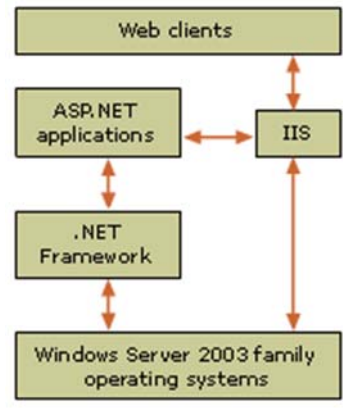 Web clients
ASP.NET
applications
IIS
.NET
Framework
Windows Server 2003 family
operating systems